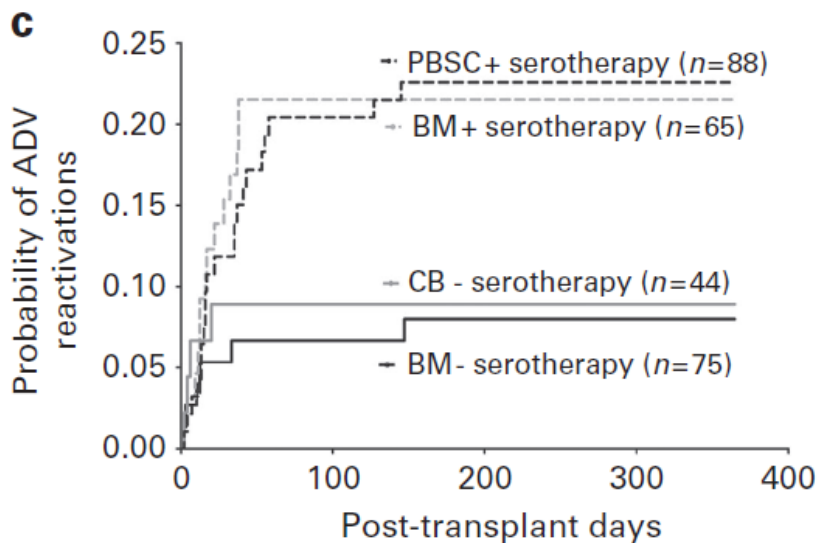 c
0.25
0.20
0.15
0.10
0.05
0.00
Probability of ADV
reactivations
PBSC+ serotherapy (n=88)
BM+ serotherapy (n=65)
CB - serotherapy (n=44)
BM- serotherapy (n=75)
0 100 200 300 400
Post-transplant days